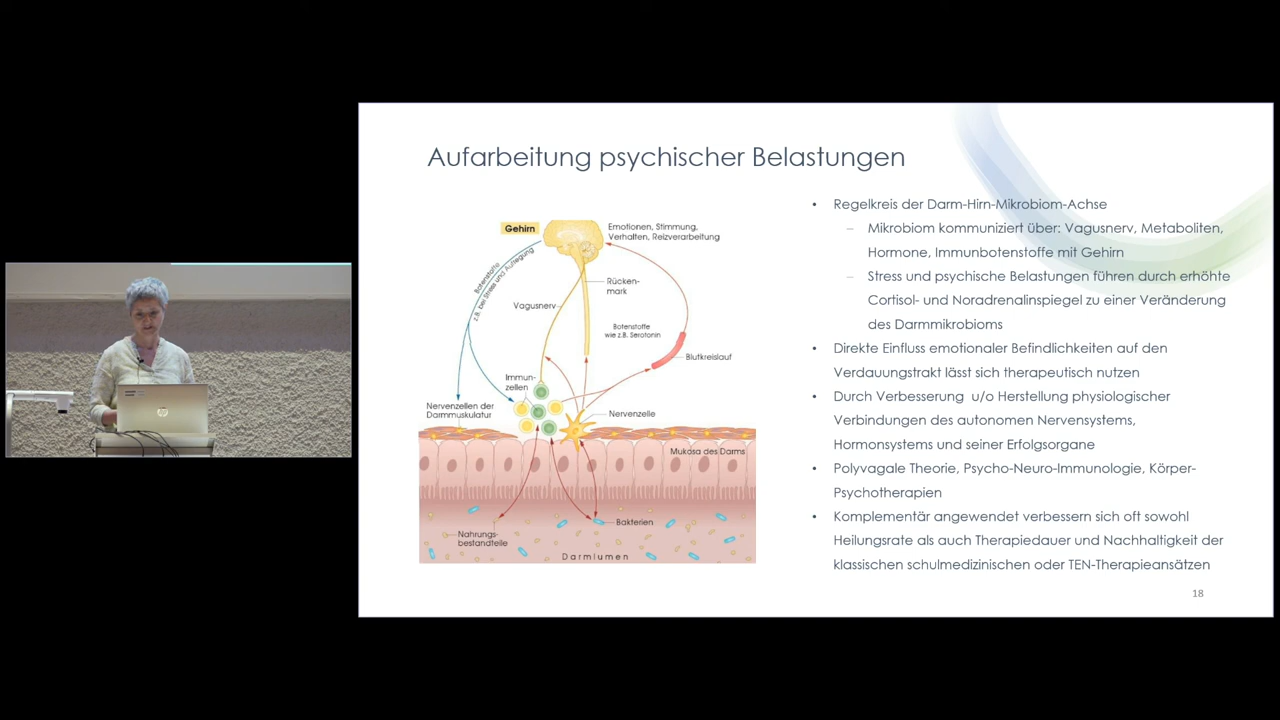 Aufarbeitung psychischer Belastungen
Gehirn
Emotionen, Stimmung,
Verhalten, Reizverarbeitung
Botenstoffe
z.B. bei Stress und Aufregung
Rücken-
mark
Vagusnerv
Botenstoffe
wie z.B. Serotonin
Blutkreislauf
Immun-
zellen
Nervenzellen der
Darmmuskulatur
Nervenzelle
Mukosa des Darms
Bakterien
Nahrungs-
bestandteile
Darmlumen
• Regelkreis der Darm-Hirn-Mikrobiom-Achse
– Mikrobiom kommuniziert über: Vagusnerv, Metaboliten,
Hormone, Immunbotenstoffe mit Gehirn
– Stress und psychische Belastungen führen durch erhöhte
Cortisol- und Noradrenalinspiegel zu einer Veränderung
des Darmmikrobioms
• Direkte Einfluss emotionaler Befindlichkeiten auf den
Verdauungstrakt lässt sich therapeutisch nutzen
• Durch Verbesserung u/o Herstellung physiologischer
Verbindungen des autonomen Nervensystems,
Hormonsystems und seiner Erfolgsorgane
• Polyvagale Theorie, Psycho-Neuro-Immunologie, Körper-
Psychotherapien
• Komplementär angewendet verbessern sich oft sowohl
Heilungsrate als auch Therapiedauer und Nachhaltigkeit der
klassischen schulmedizinischen oder TEN-Therapieansätzen
18
hp